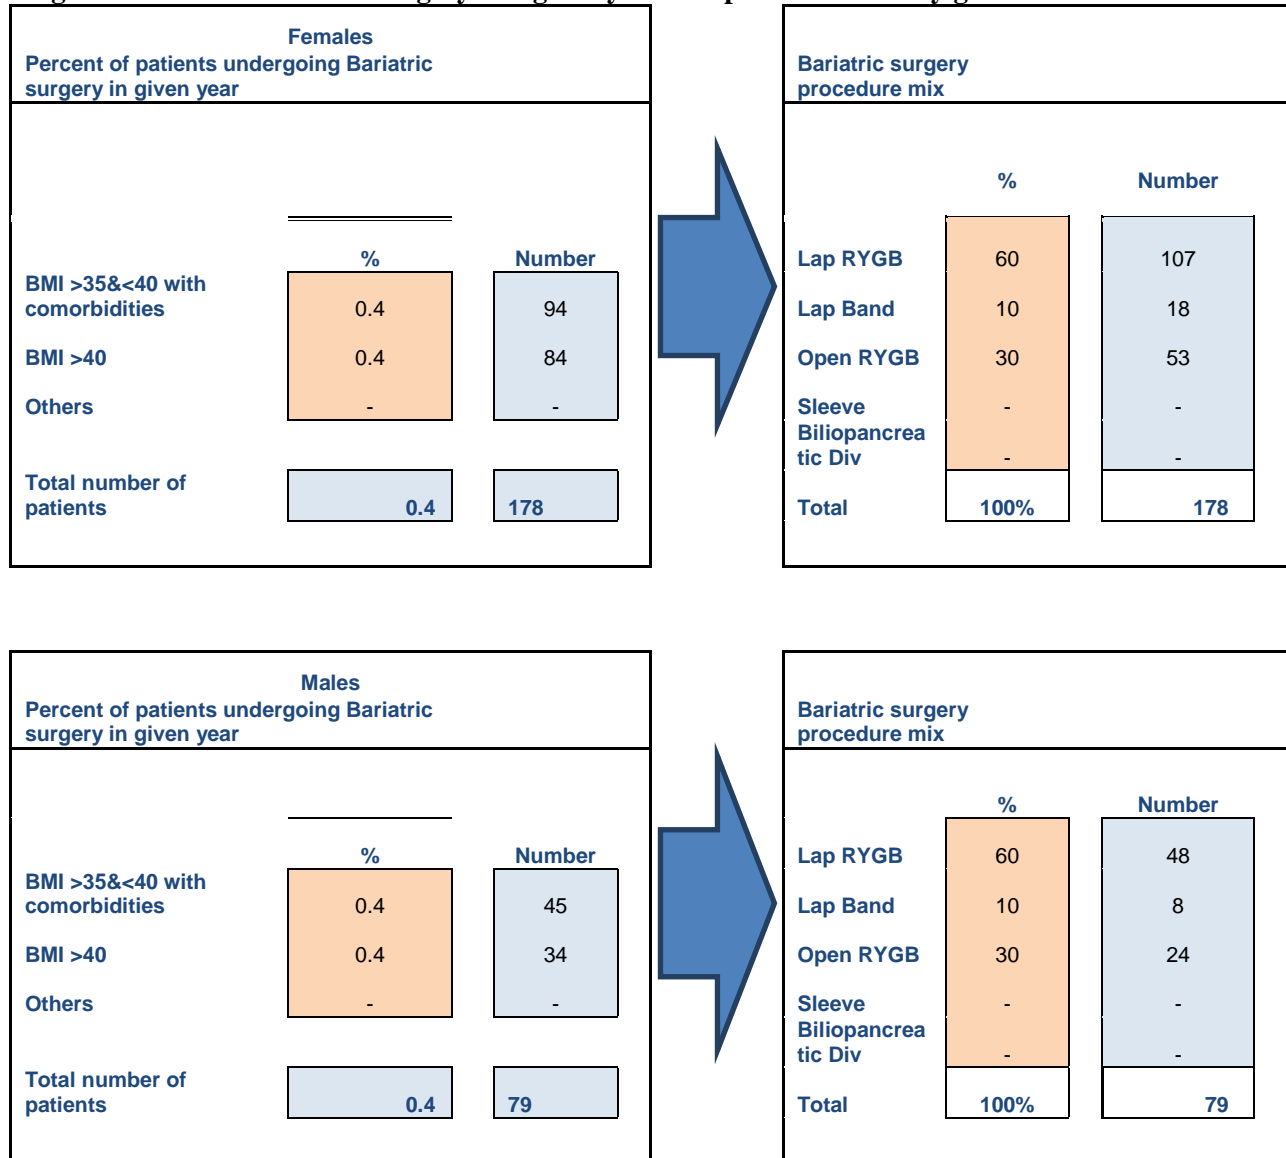 Females
Percent of patients undergoing Bariatric
surgery in given year
% Number
BMI >35&<40 with
comorbidities 0.4 94
BMI >40 0.4 84
Others - -
Total number of
patients 0.4 178
Bariatric surgery
procedure mix
% Number
Lap RYGB 60 107
Lap Band 10 18
Open RYGB 30 53
Sleeve - -
Biliopancrea
tic Div - -
Total 100% 178
Males
Percent of patients undergoing Bariatric
surgery in given year
% Number
BMI >35&<40 with
comorbidities 0.4 45
BMI >40 0.4 34
Others - -
Total number of
patients 0.4 79
Bariatric surgery
procedure mix
% Number
Lap RYGB 60 48
Lap Band 10 8
Open RYGB 30 24
Sleeve - -
Biliopancrea
tic Div - -
Total 100% 79